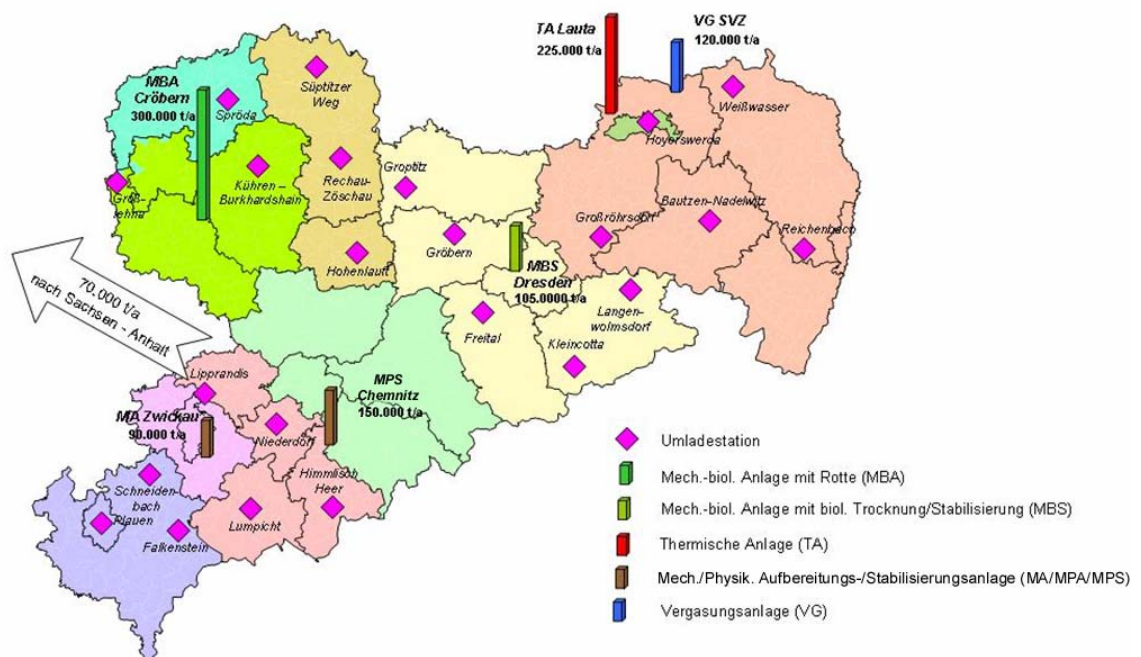 TA Lauta
225.000 t/a
VG SVZ
120.000 t/a
MBA
Cröbern
300.000 t/a
Spröda
Süptitzer
Weg
Weißwasser
Hoyerswerda
Groptitz
Groß-
lehna
Kühren –
Burkhardshain
Rechau-
Zöschau
Großröhrsdorf
Bautzen-Nadelwitz
Reichenbach
Gröbern
Hohenlauft
MBS
Dresden
105.0000 t/a
70.000 t/a
nach Sachsen - Anhalt
Freital
Langen-
wolmsdorf
Kleincotta
Lipprandis
MPS
Chemnitz
150.000 t/a
MA Zwickau
90.000 t/a
Niederdorf
Himmlisch
Heer
Schneiden
bach
Plauen
Falkenstein
Lumpicht
Umladestation
Mech.-biol. Anlage mit Rotte (MBA)
Mech.-biol. Anlage mit biol. Trocknung/Stabilisierung (MBS)
Thermische Anlage (TA)
Mech./Physik. Aufbereitungs-/Stabilisierungsanlage (MA/MPA/MPS)
Vergasungsanlage (VG)